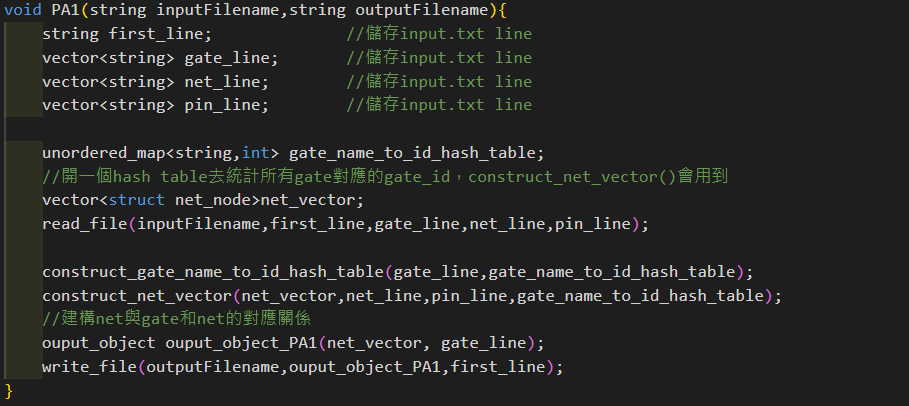 void PA1(string inputFilename,string outputFilename){
string first_line; //儲存input.txt line
vector<string> gate_line; //儲存input.txt line
vector<string> net_line; //儲存input.txt line
vector<string> pin_line; //儲存input.txt line
unordered_map<string,int> gate_name_to_id_hash_table;
//開一個hash table去統計所有gate對應的gate_id，construct_net_vector()會用到
vector<struct net_node>net_vector;
read_file(inputFilename,first_line,gate_line,net_line,pin_line);
construct_gate_name_to_id_hash_table(gate_line,gate_name_to_id_hash_table);
construct_net_vector(net_vector,net_line,pin_line,gate_name_to_id_hash_table);
//建構net與gate和net的對應關係
ouput_object ouput_object_PA1(net_vector, gate_line);
write_file(outputFilename,ouput_object_PA1,first_line);
}